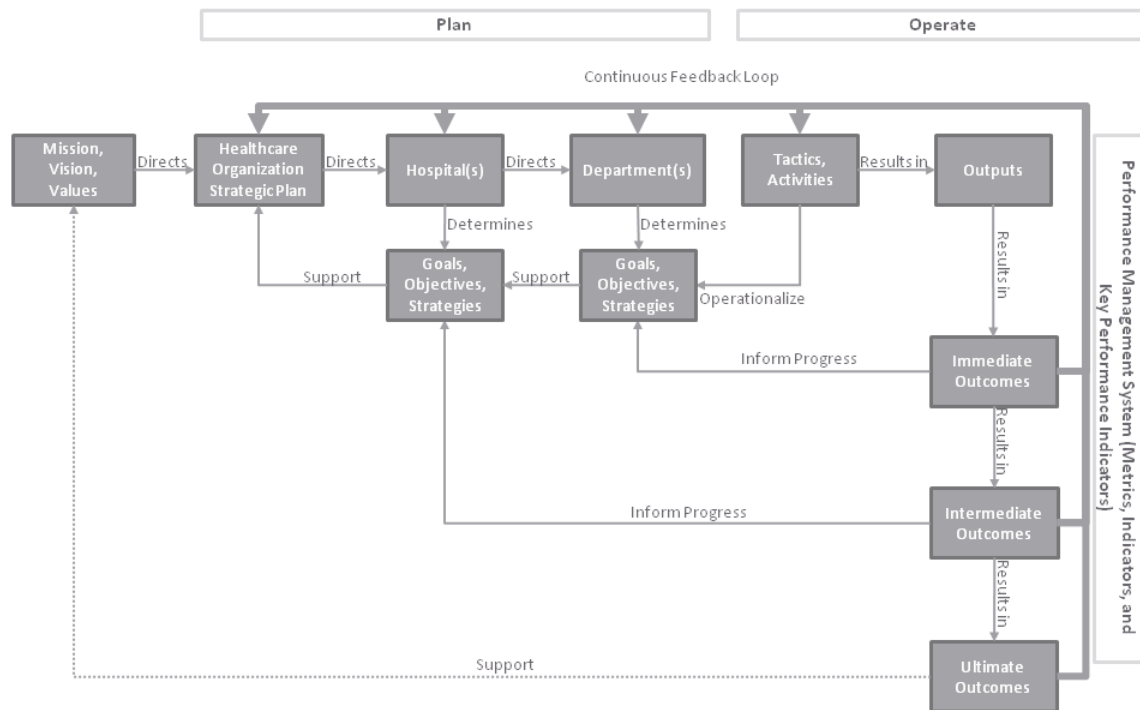 Plan
Operate
Continuous Feedback Loop
Mission,
Vision,
Values
Directs
Healthcare
Organization
Strategic Plan
Directs
Hospital(s)
Directs
Department(s)
Tactics,
Activities
Results in
Outputs
Determines
Determines
Results in
Support
Goals,
Objectives,
Strategies
Support
Goals,
Objectives,
Strategies
Operationalize
Inform Progress
Immediate
Outcomes
Results in
Inform Progress
Intermediate
Outcomes
Results in
Support
Ultimate
Outcomes
Performance Management System (Metrics, Indicators, and
Key Performance Indicators)